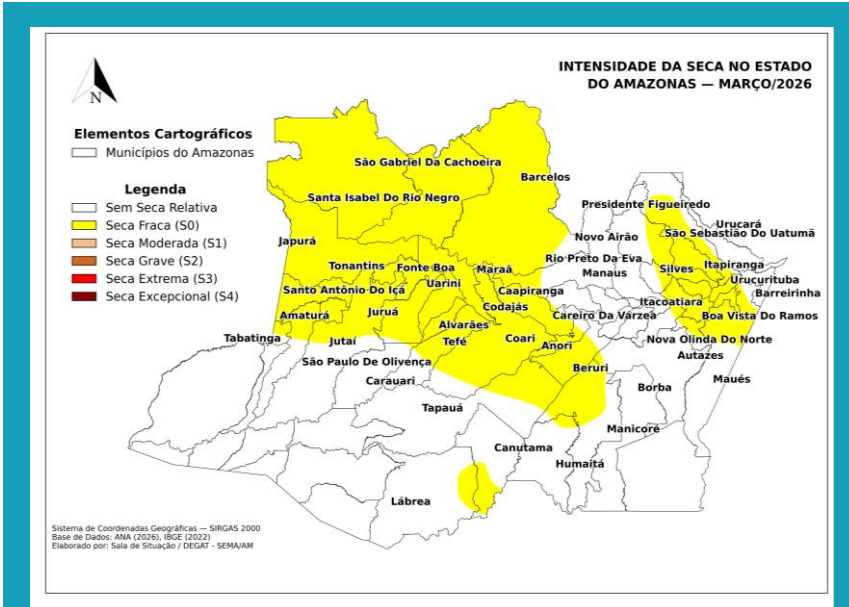 INTENSIDADE DA SECA NO ESTADO
DO AMAZONAS — MARÇO/2026
N
Elementos Cartográficos
Municípios do Amazonas
Legenda
Sem Seca Relativa
Seca Fraca (S0)
Seca Moderada (S1)
Seca Grave (S2)
Seca Extrema (S3)
Seca Excepcional (S4)
São Gabriel Da Cachoeira
Barcelos
Santa Isabel Do Rio Negro
Presidente Figueiredo
Urucará
São Sebastião Do Uatumã
Japurá
Novo Airão
Rio Preto Da Eva
Tonantins
Fonte Boa
Maraã
Manaus
Silves
Itapiranga
Urucurituba
Santo Antônio Do Içá
Uarini
Caapiranga
Barreirinha
Codajás
Itacoatiara
Amaturá
Juruá
Careiro Da Várzea
Boa Vista Do Ramos
Alvarães
Tabatinga
Jutaí
Tefé
Coari
Anori
Nova Olinda Do Norte
Autazes
São Paulo De Olivença
Beruri
Carauari
Maués
Borba
Tapauá
Manicoré
Canutama
Humaitá
Lábrea
Sistema de Coordenadas Geográficas — SIRGAS 2000
Base de Dados: ANA (2026), IBGE (2022)
Elaborado por: Sala de Situação / DEGAT - SEMA/AM